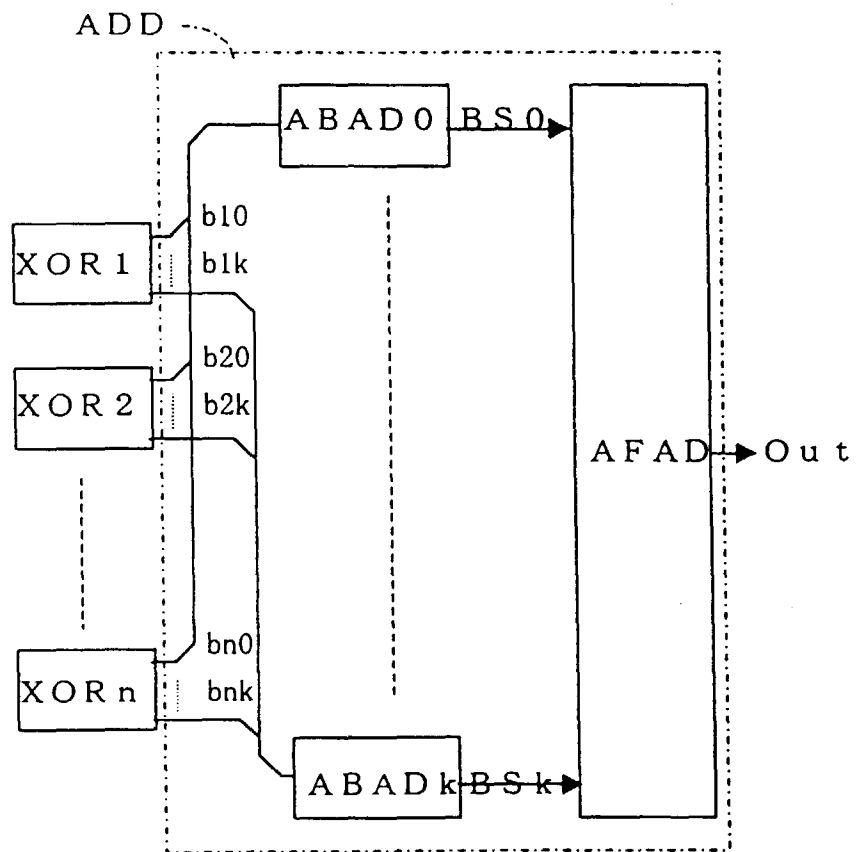 ADD
ABAD0 BS0
b10
XOR1
b1k
b20
XOR2
b2k
AFAD
Out
bn0
XORn
bnk
ABADk BSk